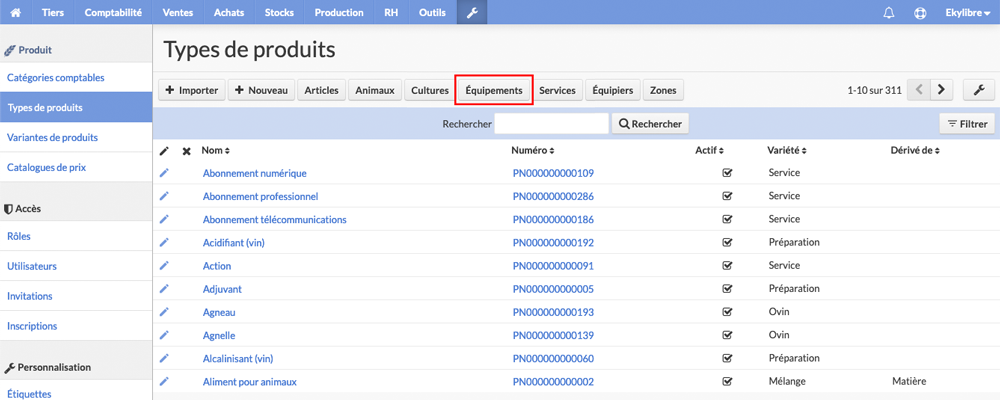 Tiers Comptabilité Ventes Achats Stocks Production RH Outils Ekylibre
Produit
Catégories comptables
Types de produits
Variantes de produits
Catalogues de prix
Accès
Rôles
Utilisateurs
Invitations
Inscriptions
Personnalisation
Étiquettes
Types de produits
Importer Nouveau Articles Animaux Cultures Équipements Services Équipiers Zones 1-10 sur 311
Rechercher Rechercher Filtrer
Nom Numéro Actif Variété Dérivé de
Abonnement numérique PN000000000109 Service
Abonnement professionnel PN000000000286 Service
Abonnement télécommunications PN000000000186 Service
Acidifiant (vin) PN000000000192 Préparation
Action PN000000000091 Service
Adjuvant PN000000000005 Préparation
Agneau PN000000000193 Ovin
Agnelle PN000000000139 Ovin
Alcalinisant (vin) PN000000000060 Préparation
Aliment pour animaux PN000000000002 Mélange Matière